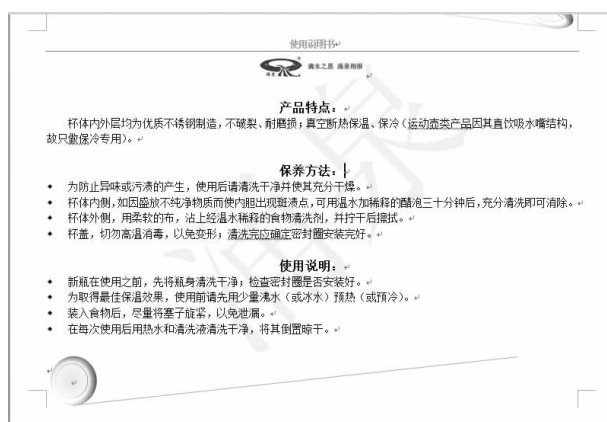 使用说明书
滴水之恩 涌泉相报
产品特点：
杯体内外层均为优质不锈钢制造，不破裂、耐磨损；真空断热保温、保冷（运动壶类产品因其直饮吸水嘴结构，
故只做保冷专用）。
保养方法：
为防止异味或污渍的产生，使用后请清洗干净并使其充分干燥。
杯体内侧，如因盛放不纯净物质而使内胆出现斑渍点，可用温水加稀释的醋泡三十分钟后，充分清洗即可消除。
杯体外侧，用柔软的布，沾上经温水稀释的食物清洗剂，并拧干后擦拭。
杯盖，切勿高温消毒，以免变形；清洗完应确定密封圈安装完好。
使用说明：
新瓶在使用之前，先将瓶身清洗干净；检查密封圈是否安装好。
为取得最佳保温效果，使用前请先用少量沸水（或冰水）预热（或预冷）。
装入食物后，尽量将塞子旋紧，以免泄漏。
在每次使用后用热水和清洗液清洗干净，将其倒置晾干。